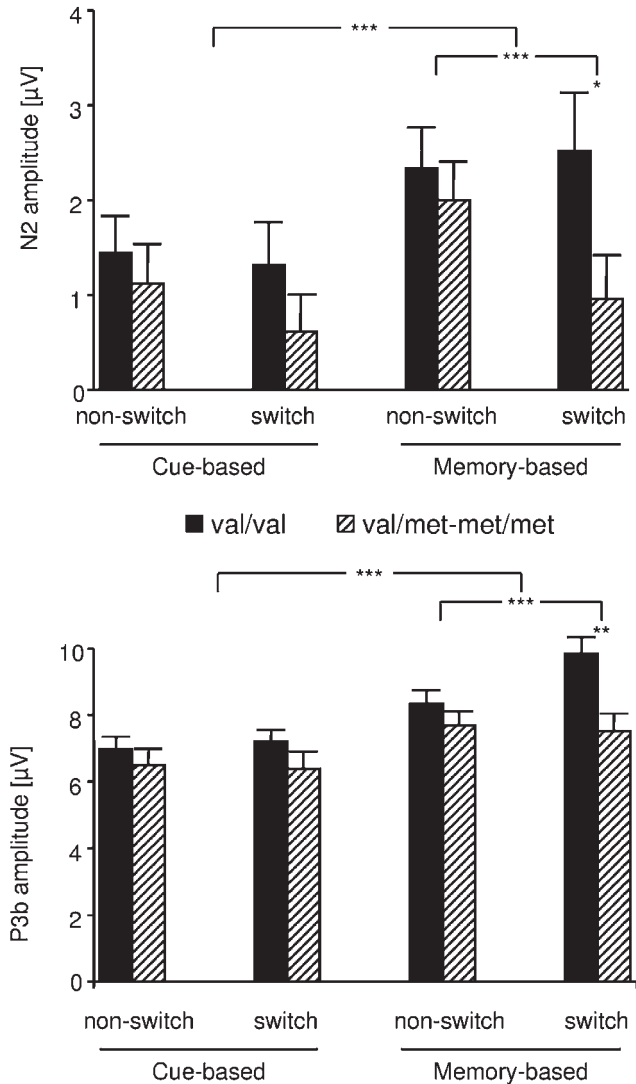 ***
4
***
*
3
2
1
0
N2 amplitude [µV]
non-switch switch non-switch switch
Cue-based Memory-based
val/val val/met-met/met
***
***
**
10
8
6
4
2
0
P3b amplitude [µV]
non-switch switch non-switch switch
Cue-based Memory-based